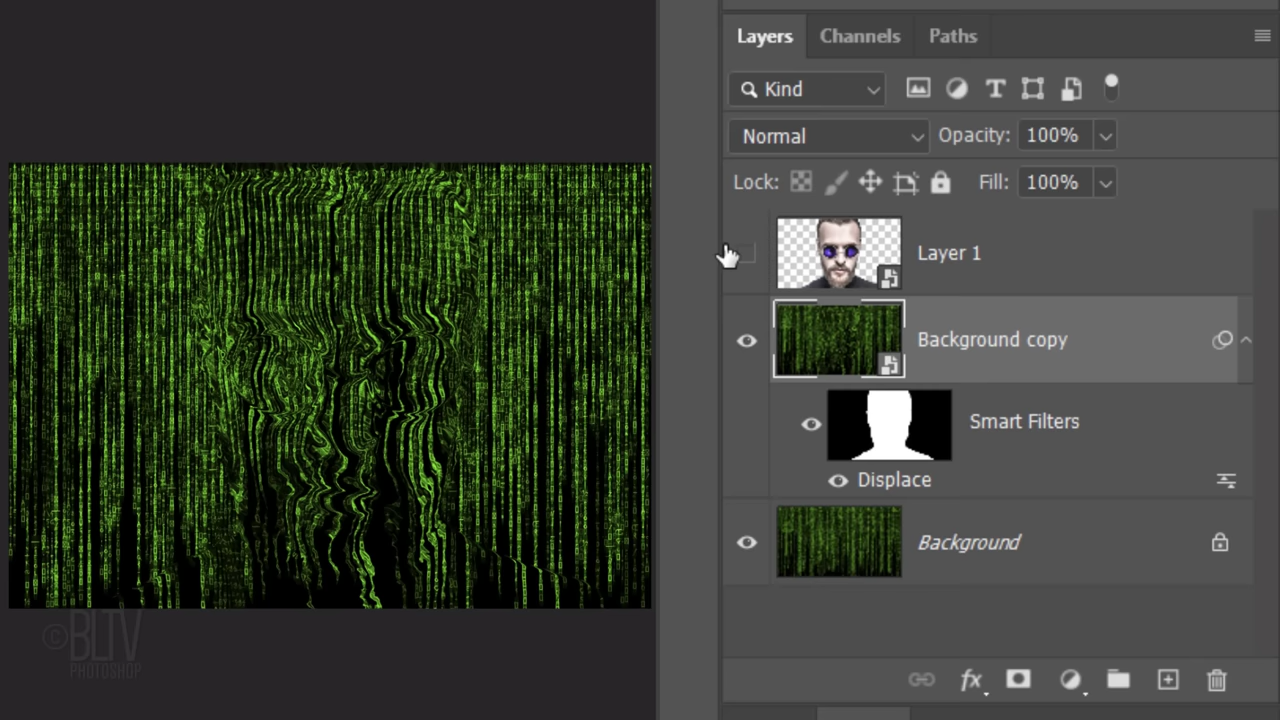 Layers Channels Paths
Kind
Normal Opacity: 100%
Lock: Fill: 100%
Layer 1
Background copy
Smart Filters
Displace
Background
© BLTV
PHOTOSHOP
fx